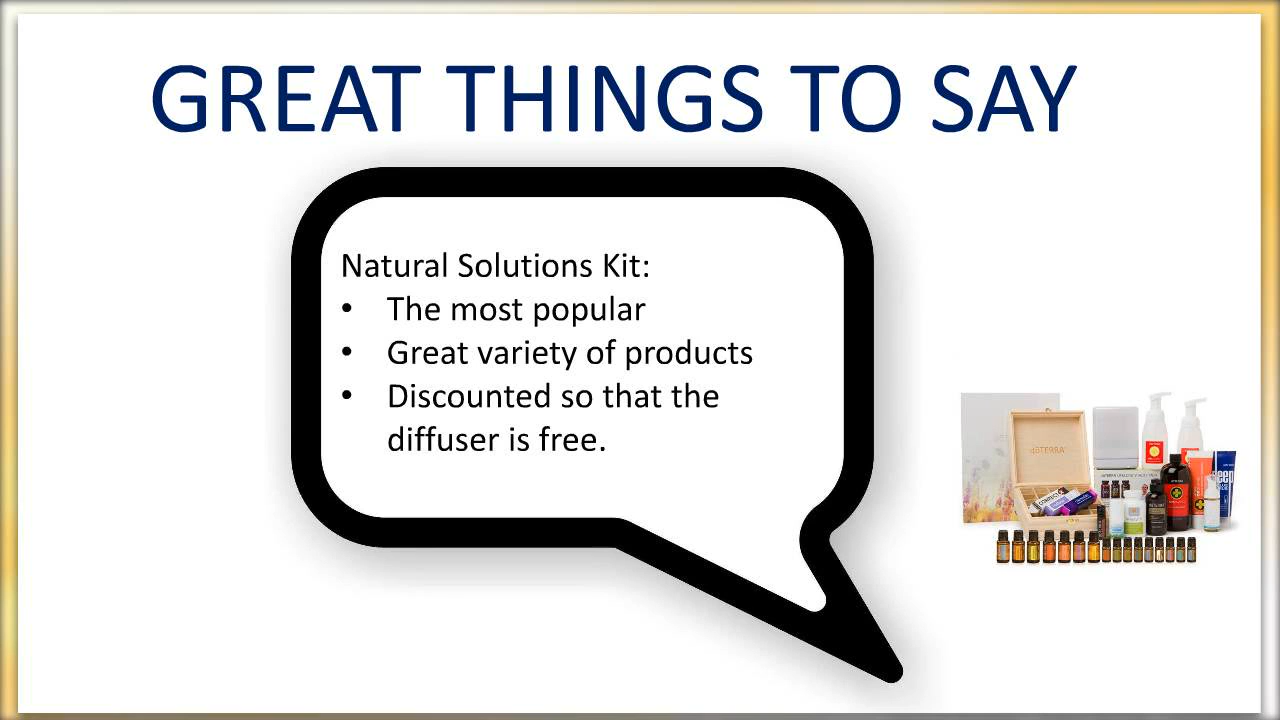 GREAT THINGS TO SAY
Natural Solutions Kit:
• The most popular
• Great variety of products
• Discounted so that the
diffuser is free.
dōTERRA